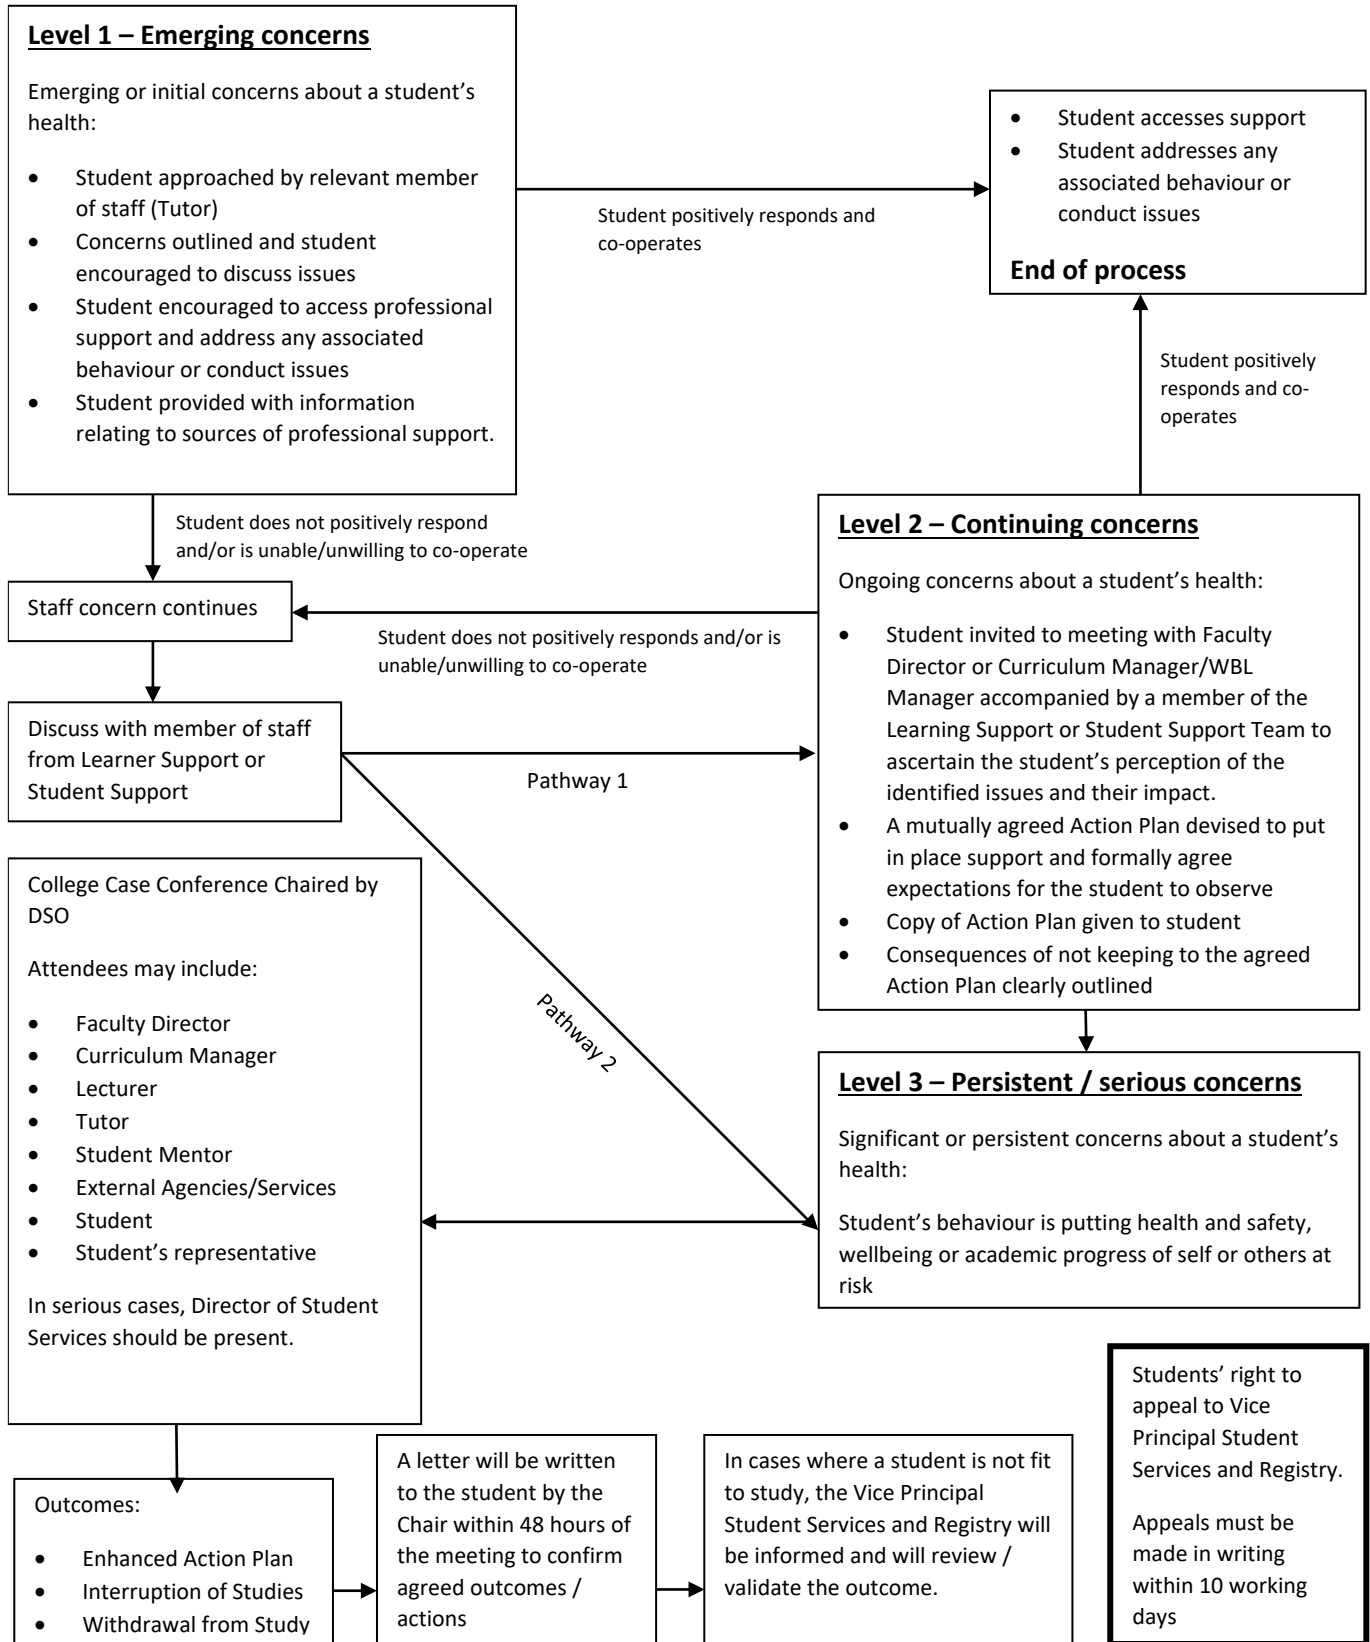 Level 1 – Emerging concerns
Emerging or initial concerns about a student's
health:
• Student approached by relevant member
of staff (Tutor)
• Concerns outlined and student
encouraged to discuss issues
• Student encouraged to access professional
support and address any associated
behaviour or conduct issues
• Student provided with information
relating to sources of professional support.
Student positively responds and
co-operates
• Student accesses support
• Student addresses any
associated behaviour or
conduct issues
End of process
Student positively
responds and co-
operates
Student does not positively respond
and/or is unable/unwilling to co-operate
Staff concern continues
Student does not positively responds and/or is
unable/unwilling to co-operate
Discuss with member of staff
from Learner Support or
Student Support
Pathway 1
Pathway 2
Level 2 – Continuing concerns
Ongoing concerns about a student's health:
• Student invited to meeting with Faculty
Director or Curriculum Manager/WBL
Manager accompanied by a member of the
Learning Support or Student Support Team to
ascertain the student's perception of the
identified issues and their impact.
• A mutually agreed Action Plan devised to put
in place support and formally agree
expectations for the student to observe
• Copy of Action Plan given to student
• Consequences of not keeping to the agreed
Action Plan clearly outlined
Level 3 – Persistent / serious concerns
Significant or persistent concerns about a student's
health:
Student's behaviour is putting health and safety,
wellbeing or academic progress of self or others at
risk
College Case Conference Chaired by
DSO
Attendees may include:
• Faculty Director
• Curriculum Manager
• Lecturer
• Tutor
• Student Mentor
• External Agencies/Services
• Student
• Student's representative
In serious cases, Director of Student
Services should be present.
Outcomes:
• Enhanced Action Plan
• Interruption of Studies
• Withdrawal from Study
A letter will be written
to the student by the
Chair within 48 hours of
the meeting to confirm
agreed outcomes /
actions
In cases where a student is not fit
to study, the Vice Principal
Student Services and Registry will
be informed and will review /
validate the outcome.
Students' right to
appeal to Vice
Principal Student
Services and Registry.
Appeals must be
made in writing
within 10 working
days